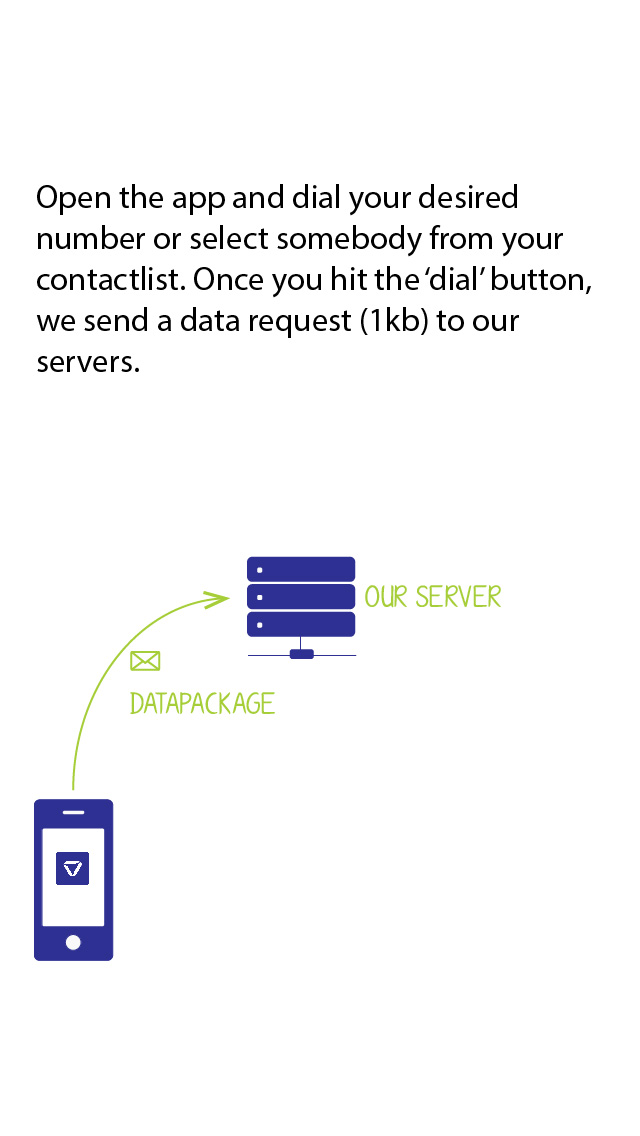 Open the app and dial your desired
number or select somebody from your
contactlist. Once you hit the ‘dial’ button,
we send a data request (1kb) to our
servers.
OUR SERVER
DATAPACKAGE